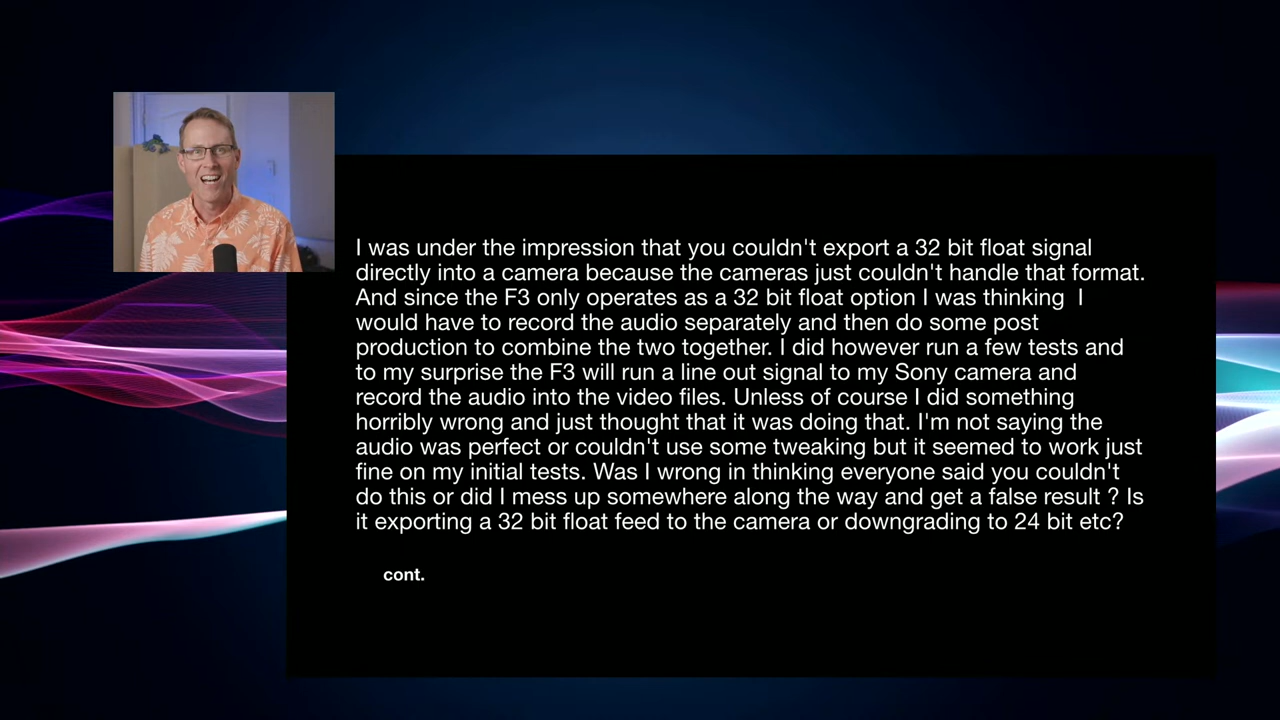 I was under the impression that you couldn't export a 32 bit float signal
directly into a camera because the cameras just couldn't handle that format.
And since the F3 only operates as a 32 bit float option I was thinking  I
would have to record the audio separately and then do some post
production to combine the two together. I did however run a few tests and
to my surprise the F3 will run a line out signal to my Sony camera and
record the audio into the video files. Unless of course I did something
horribly wrong and just thought that it was doing that. I'm not saying the
audio was perfect or couldn't use some tweaking but it seemed to work just
fine on my initial tests. Was I wrong in thinking everyone said you couldn't
do this or did I mess up somewhere along the way and get a false result ? Is
it exporting a 32 bit float feed to the camera or downgrading to 24 bit etc?
cont.